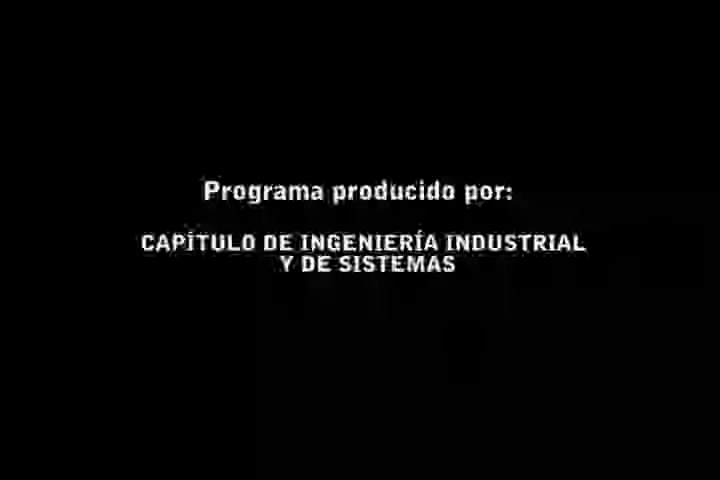 Programa producido por:
CAPÍTULO DE INGENIERÍA INDUSTRIAL
Y DE SISTEMAS